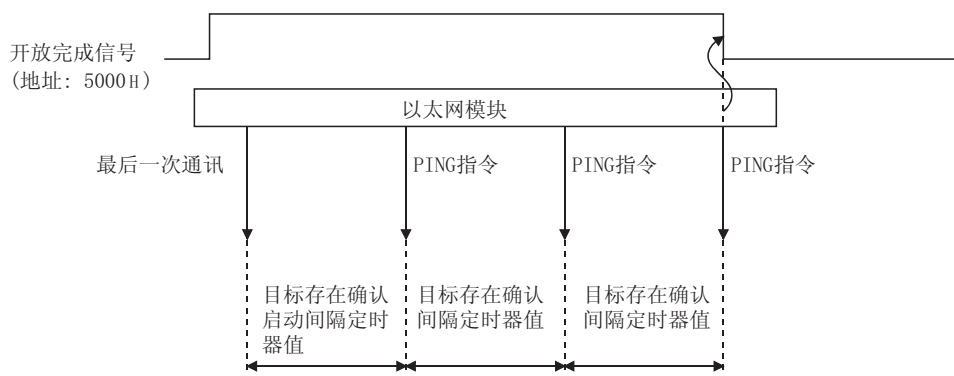 开放完成信号
(地址: 5000H)
以太网模块
最后一次通讯
PING指令
PING指令
PING指令
目标存在确认
启动间隔定时
器值
目标存在确认
间隔定时器值
目标存在确认
间隔定时器值